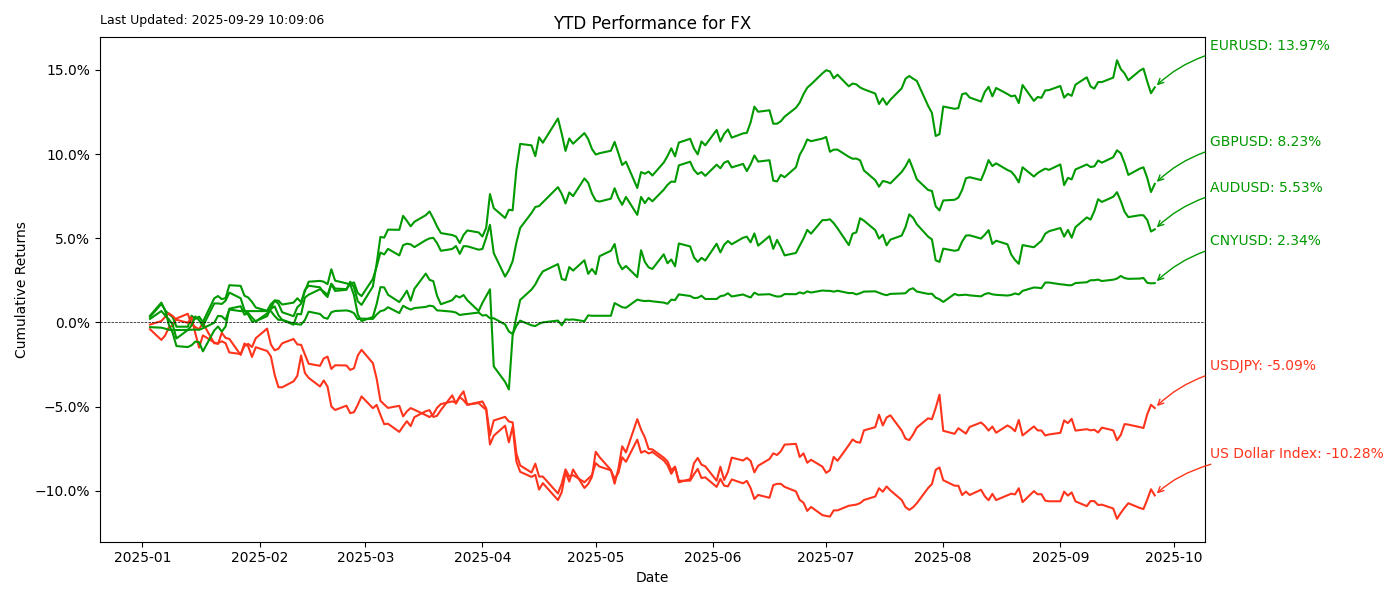 Last Updated: 2025-09-29 10:09:06
YTD Performance for FX
Cumulative Returns
15.0%
10.0%
5.0%
0.0%
−5.0%
−10.0%
EURUSD: 13.97%
GBPUSD: 8.23%
AUDUSD: 5.53%
CNYUSD: 2.34%
USDJPY: -5.09%
US Dollar Index: -10.28%
2025-01 2025-02 2025-03 2025-04 2025-05 2025-06 2025-07 2025-08 2025-09 2025-10
Date